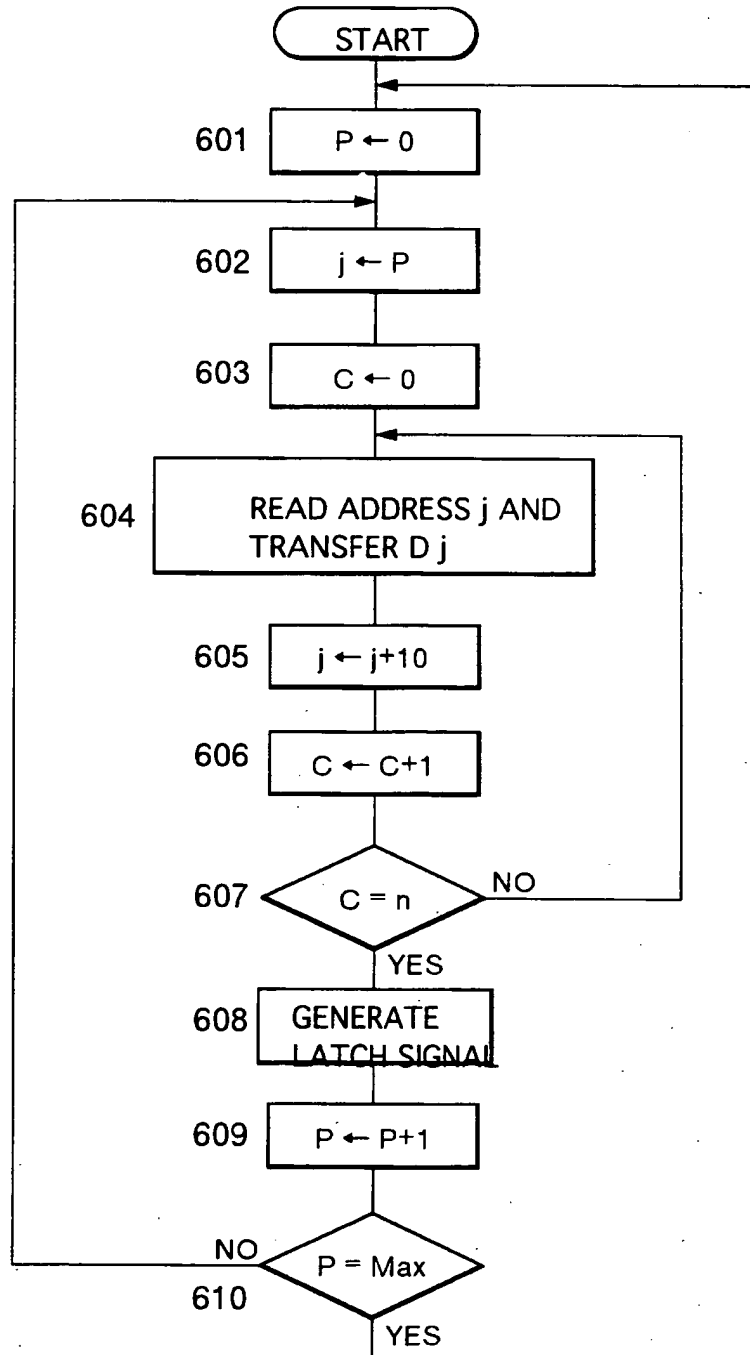 START
601
P ← 0
602
j ← P
603
C ← 0
604
READ ADDRESS j AND
TRANSFER D j
605
j ← j+10
606
C ← C+1
607
C = n
NO
YES
608
GENERATE
LATCH SIGNAL
609
P ← P+1
NO
P = Max
610
YES